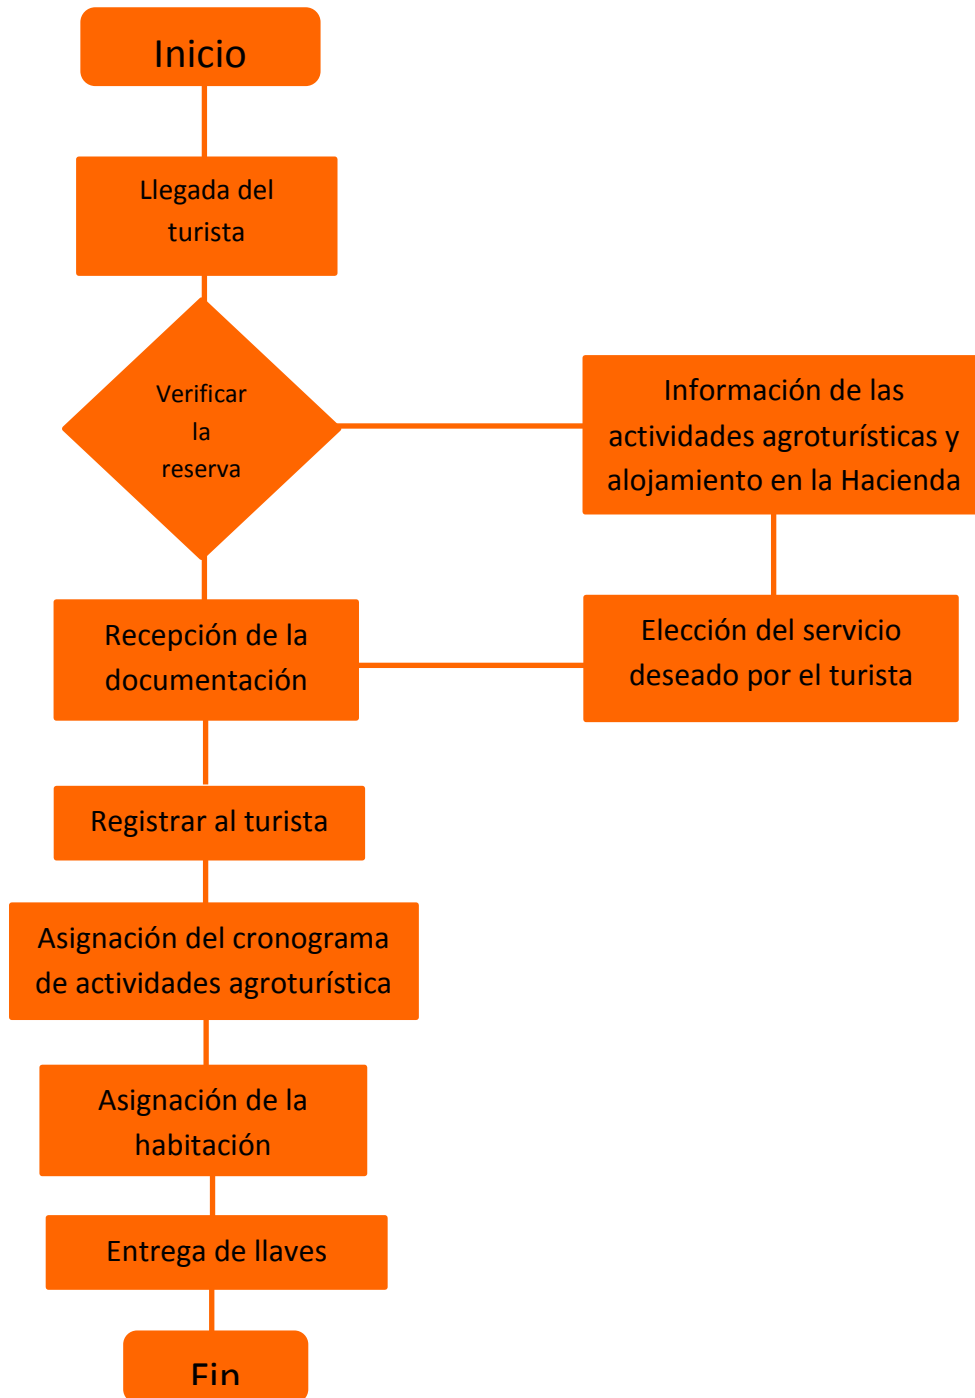 Inicio
Llegada del
turista
Verificar
la
reserva
Información de las
actividades agroturísticas y
alojamiento en la Hacienda
Elección del servicio
deseado por el turista
Recepción de la
documentación
Registrar al turista
Asignación del cronograma
de actividades agroturística
Asignación de la
habitación
Entrega de llaves
Fin